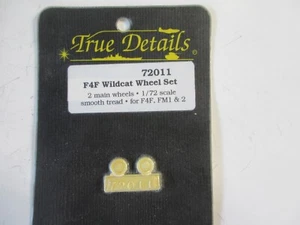 True Details
72011
F4F Wildcat Wheel Set
2 main wheels • 1/72 scale
smooth tread • for F4F, FM1 & 2